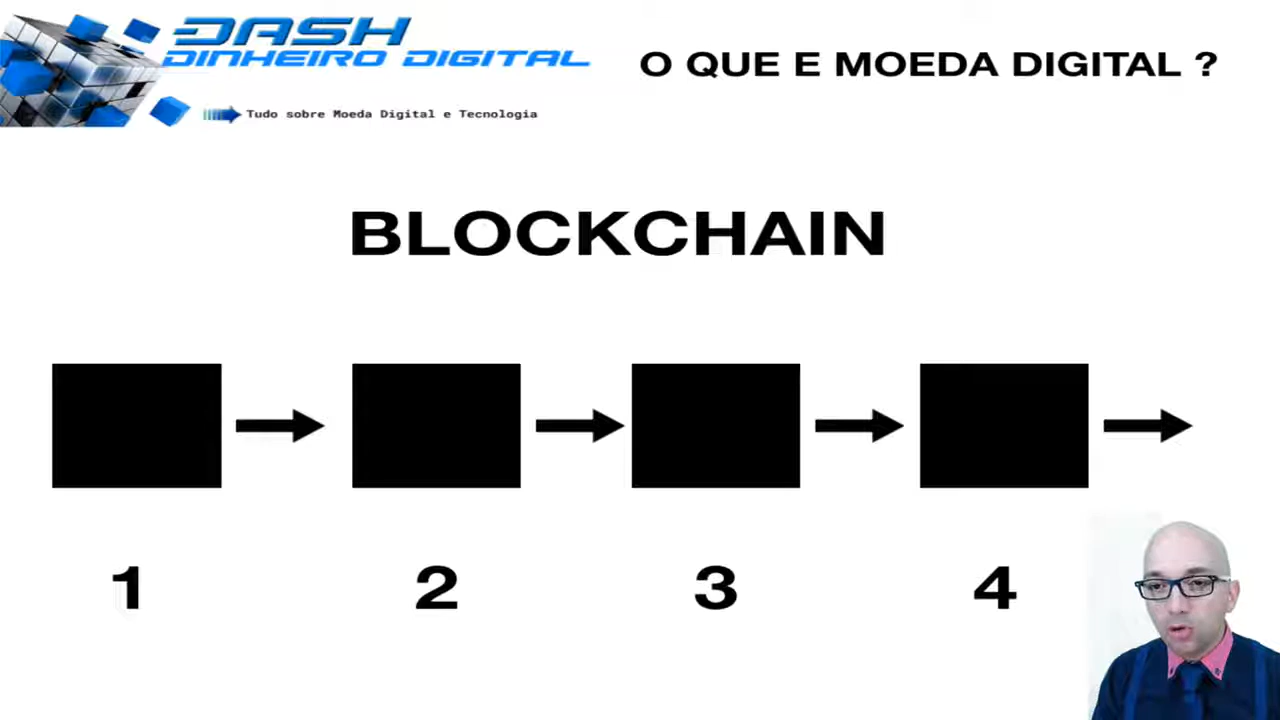 DASH
DINHEIRO DIGITAL
Tudo sobre Moeda Digital e Tecnologia
O QUE E MOEDA DIGITAL ?
BLOCKCHAIN
1 2 3 4